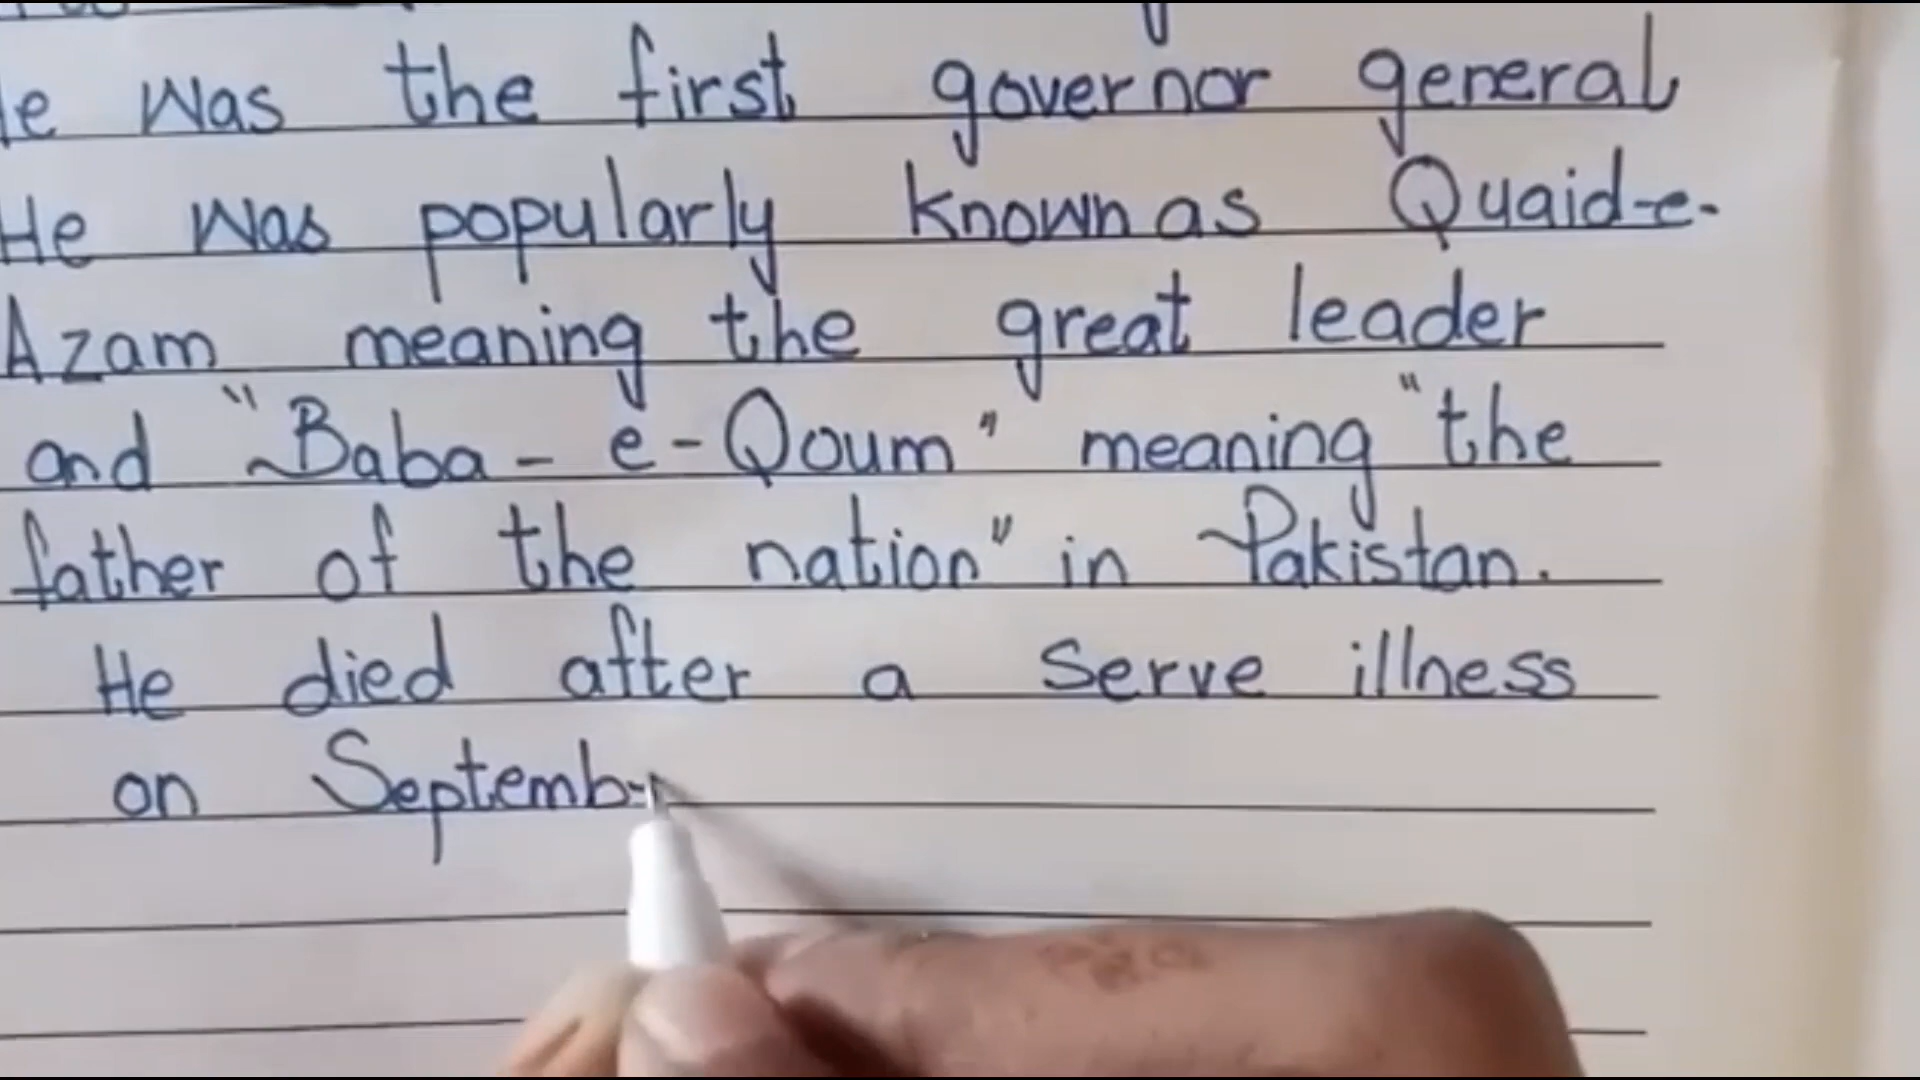 He was the first governor general
He was popularly known as Quaid-e-
Azam meaning the great leader
and "Baba-e-Qoum" meaning "the
father of the nation" in Pakistan.
He died after a Serve illness
on Septemb